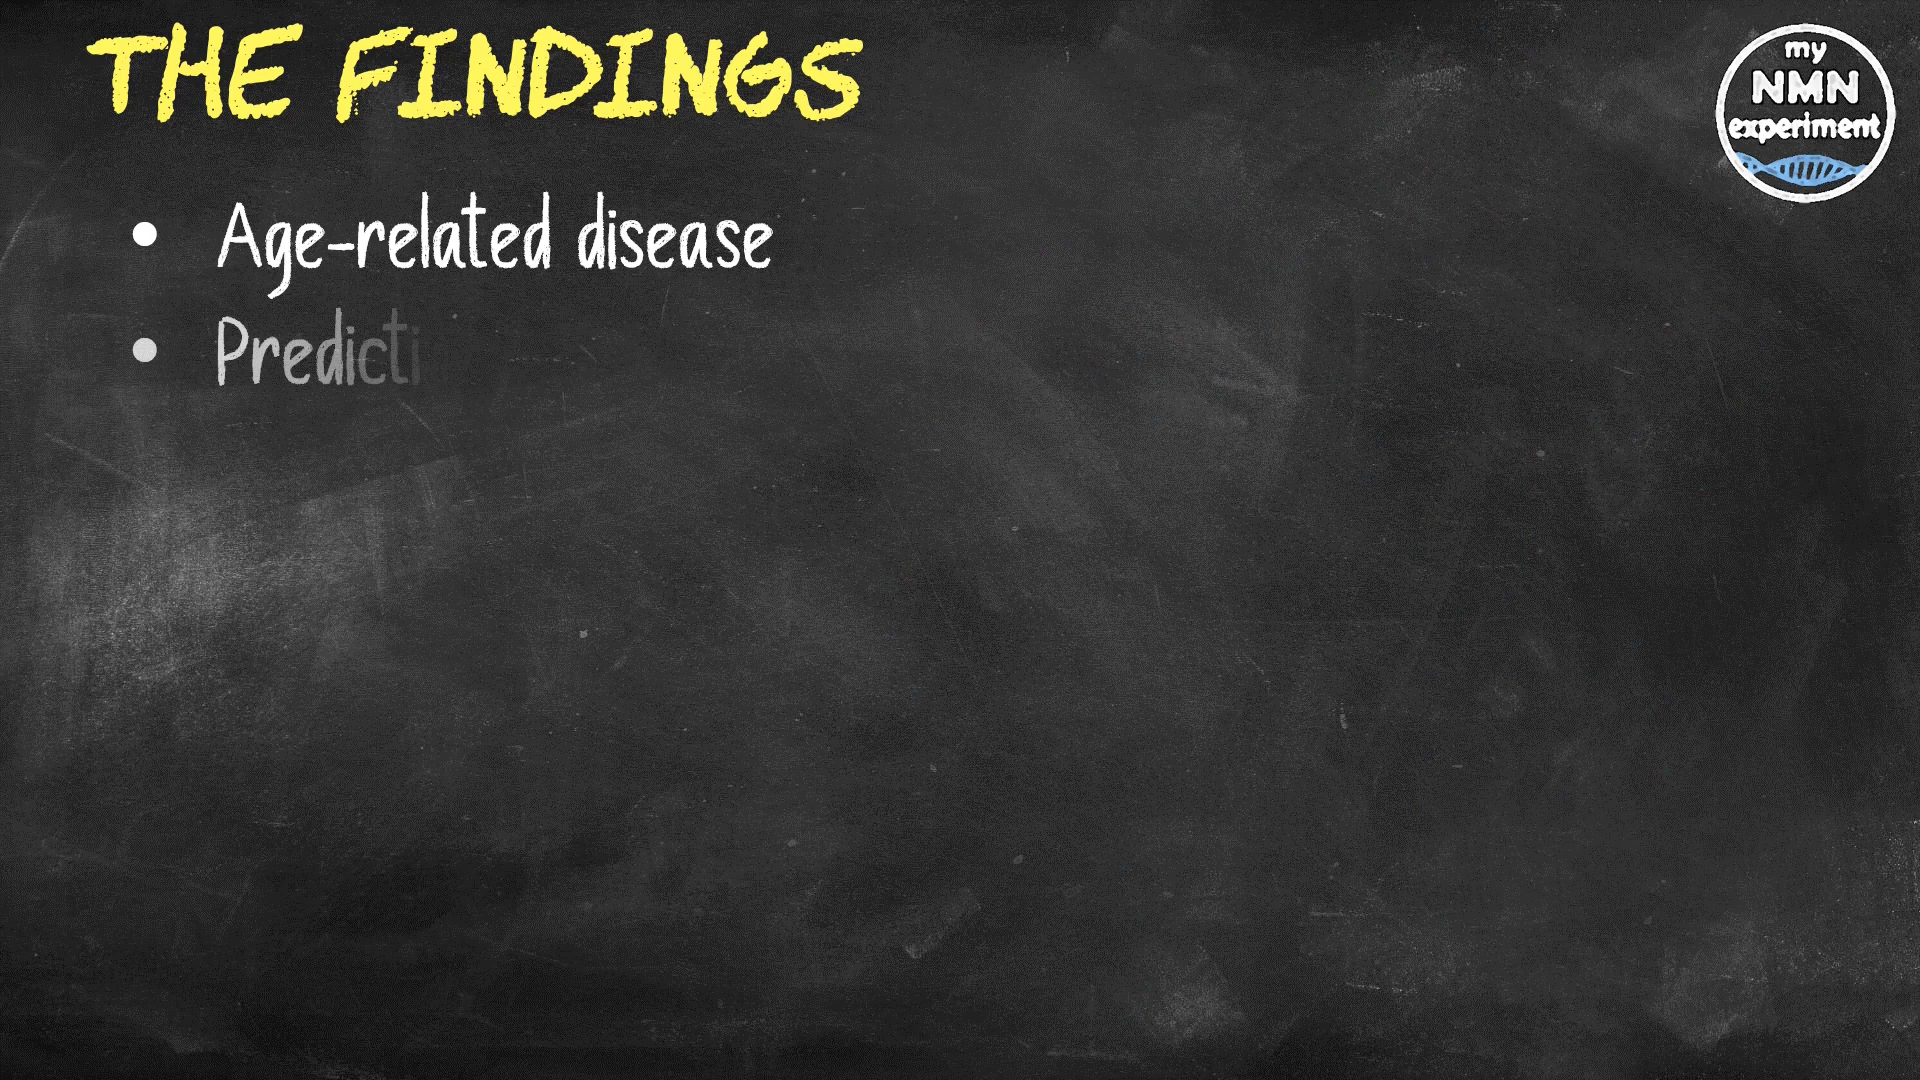 THE FINDINGS
my
NMN
experiment
• Age-related disease
• Predicti